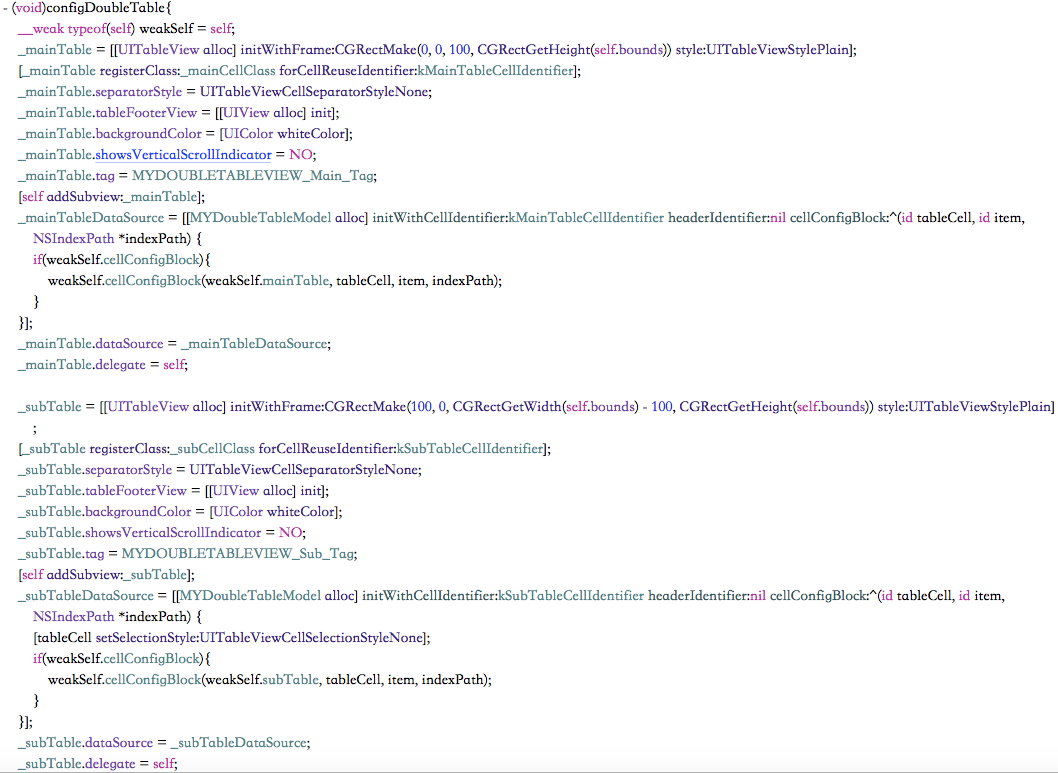 - (void)configDoubleTable{
__weak typeof(self) weakSelf = self;
_mainTable = [[UITableView alloc] initWithFrame:CGRectMake(0, 0, 100, CGRectGetHeight(self.bounds)) style:UITableViewStylePlain];
[_mainTable registerClass:_mainCellClass forCellReuseIdentifier:kMainTableCellIdentifier];
_mainTable.separatorStyle = UITableViewCellSeparatorStyleNone;
_mainTable.tableFooterView = [[UIView alloc] init];
_mainTable.backgroundColor = [UIColor whiteColor];
_mainTable.showsVerticalScrollIndicator = NO;
_mainTable.tag = MYDOUBLETABLEVIEW_Main_Tag;
[self addSubview:_mainTable];
_mainTableDataSource = [[MYDoubleTableModel alloc] initWithCellIdentifier:kMainTableCellIdentifier headerIdentifier:nil cellConfigBlock:^(id tableCell, id item,
NSIndexPath *indexPath) {
if(weakSelf.cellConfigBlock){
weakSelf.cellConfigBlock(weakSelf.mainTable, tableCell, item, indexPath);
}
}];
_mainTable.dataSource = _mainTableDataSource;
_mainTable.delegate = self;
_subTable = [[UITableView alloc] initWithFrame:CGRectMake(100, 0, CGRectGetWidth(self.bounds) - 100, CGRectGetHeight(self.bounds)) style:UITableViewStylePlain]
;
[_subTable registerClass:_subCellClass forCellReuseIdentifier:kSubTableCellIdentifier];
_subTable.separatorStyle = UITableViewCellSeparatorStyleNone;
_subTable.tableFooterView = [[UIView alloc] init];
_subTable.backgroundColor = [UIColor whiteColor];
_subTable.showsVerticalScrollIndicator = NO;
_subTable.tag = MYDOUBLETABLEVIEW_Sub_Tag;
[self addSubview:_subTable];
_subTableDataSource = [[MYDoubleTableModel alloc] initWithCellIdentifier:kSubTableCellIdentifier headerIdentifier:nil cellConfigBlock:^(id tableCell, id item,
NSIndexPath *indexPath) {
[tableCell setSelectionStyle:UITableViewCellSelectionStyleNone];
if(weakSelf.cellConfigBlock){
weakSelf.cellConfigBlock(weakSelf.subTable, tableCell, item, indexPath);
}
}];
_subTable.dataSource = _subTableDataSource;
_subTable.delegate = self;